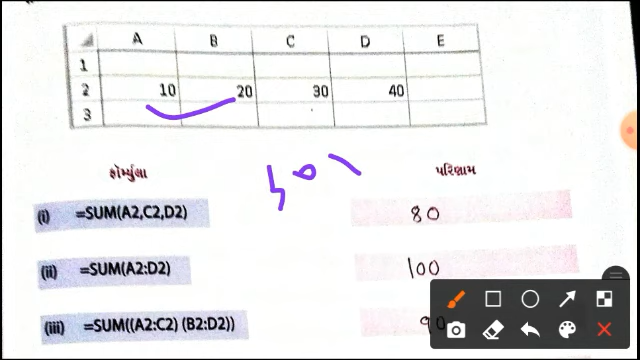 A B C D E
1
2 10 20 30 40
3
ફોર્મ્યુલા પરિણામ
(i) =SUM(A2,C2,D2) 80
(ii) =SUM(A2:D2) 100
(iii) =SUM((A2:C2) (B2:D2)) 90